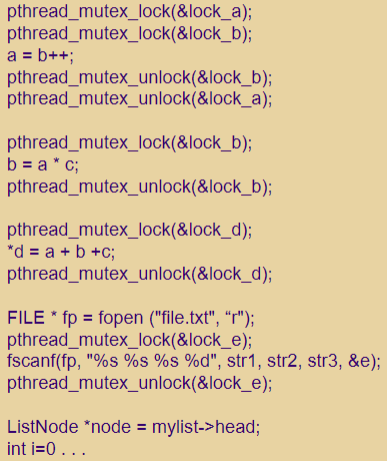 pthread_mutex_lock(&lock_a);
pthread_mutex_lock(&lock_b);
a = b++;
pthread_mutex_unlock(&lock_b);
pthread_mutex_unlock(&lock_a);

pthread_mutex_lock(&lock_b);
b = a * c;
pthread_mutex_unlock(&lock_b);

pthread_mutex_lock(&lock_d);
*d = a + b +c;
pthread_mutex_unlock(&lock_d);

FILE * fp = fopen ("file.txt", “r");
pthread_mutex_lock(&lock_e);
fscanf(fp, "%s %s %s %d", str1, str2, str3, &e);
pthread_mutex_unlock(&lock_e);

ListNode *node = mylist->head;
int i=0 . . .